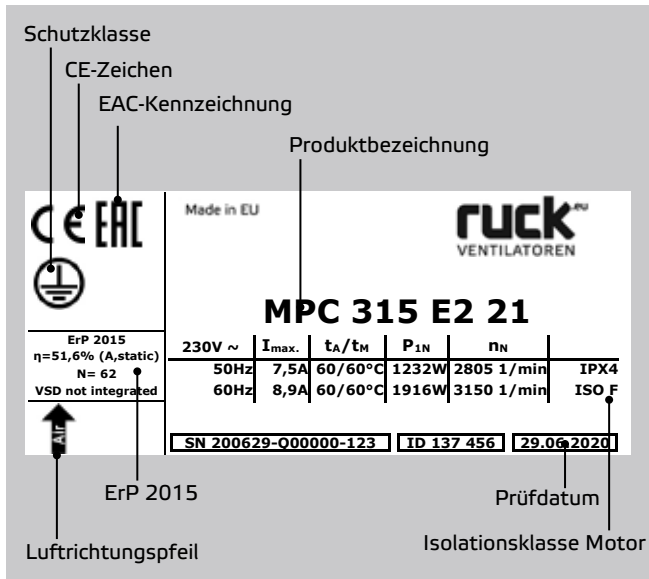 Schutzklasse
CE-Zeichen
EAC-Kennzeichnung
Produktbezeichnung
CE EAC
Made in EU
ruck.eu
VENTILATOREN
MPC 315 E2 21
ErP 2015
η=51,6% (A,static)
N= 62
VSD not integrated
230V ~ Imax. tA/tM P1N nN
50Hz 7,5A 60/60°C 1232W 2805 1/min IPX4
60Hz 8,9A 60/60°C 1916W 3150 1/min ISO F
Air
SN 200629-Q00000-123 ID 137 456 29.06.2020
ErP 2015
Prüfdatum
Isolationsklasse Motor
Luftrichtungspfeil